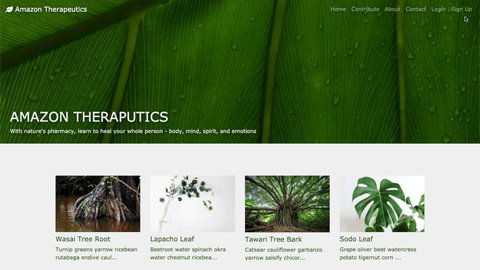 Amazon Therapeutics
Home Contribute About Contact Login Sign Up
AMAZON THERAPUTICS
With nature's pharmacy, learn to heal your whole person - body, mind, spirit, and emotions
Wasai Tree Root
Turnip greens yarrow ricebean
rutabaga endive caul...
Lapacho Leaf
Beetroot water spinach okra
water chestnut ricebea...
Tawari Tree Bark
Catsear cauliflower garbanzo
yarrow salsify chicor...
Sodo Leaf
Grape silver beet watercress
potato tigernut corn ...